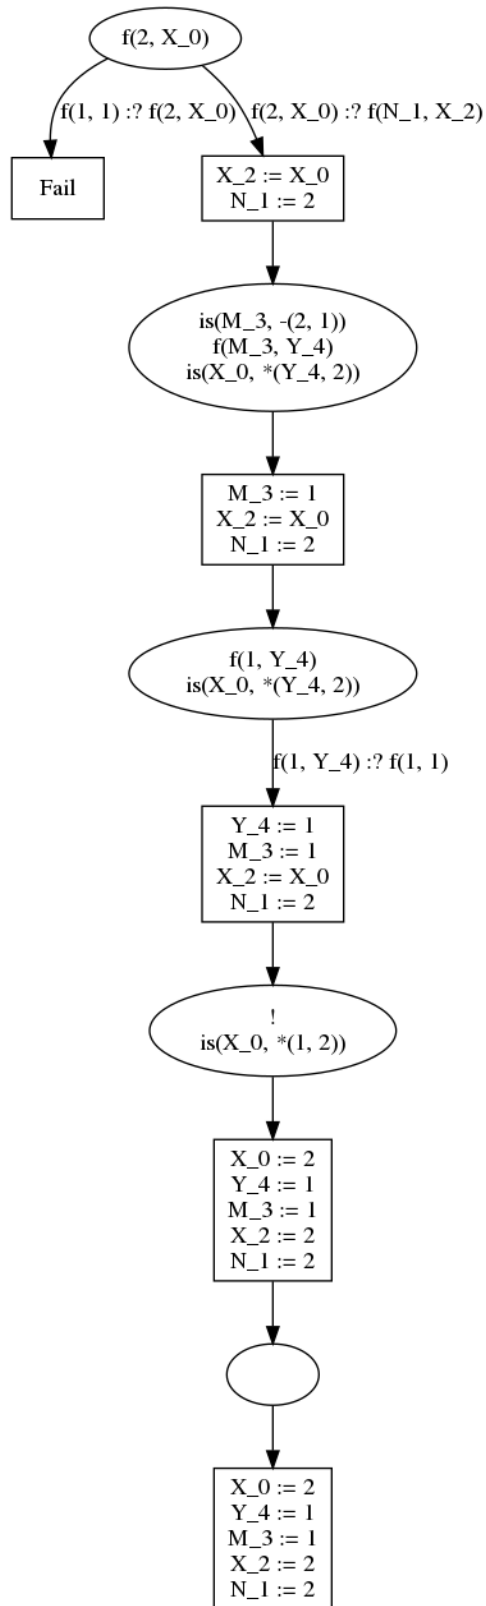 f(2, X_0)
f(1, 1) :? f(2, X_0)
f(2, X_0) :? f(N_1, X_2)
Fail
X_2 := X_0
N_1 := 2
is(M_3, -(2, 1))
f(M_3, Y_4)
is(X_0, *(Y_4, 2))
M_3 := 1
X_2 := X_0
N_1 := 2
f(1, Y_4)
is(X_0, *(Y_4, 2))
f(1, Y_4) :? f(1, 1)
Y_4 := 1
M_3 := 1
X_2 := X_0
N_1 := 2
!
is(X_0, *(1, 2))
X_0 := 2
Y_4 := 1
M_3 := 1
X_2 := 2
N_1 := 2
X_0 := 2
Y_4 := 1
M_3 := 1
X_2 := 2
N_1 := 2